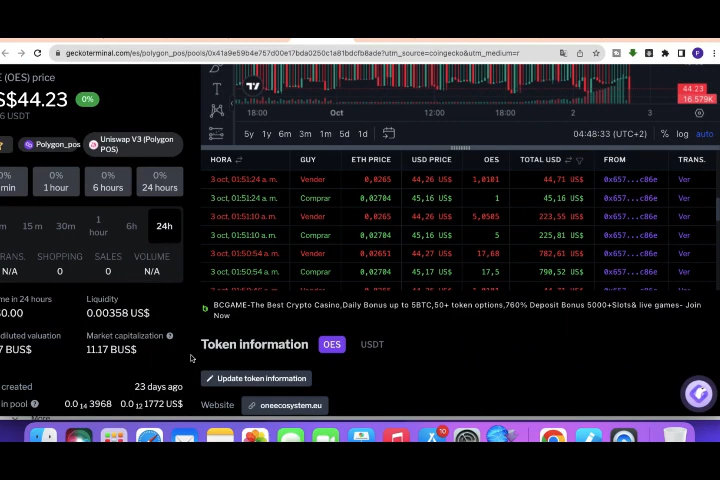 geckoterminal.com/es/polygon_pos/pools/0x41a9e59b4e757d00e17bda0250c1a81bdcfb8ade?utm_source=coingecko&utm_medium=r
(OES) price
S$44.23 0%
6 USDT
Polygon_pos Uniswap V3 (Polygon POS)
0% 0% 0% 0%
min 1 hour 6 hours 24 hours
m 15 m 30m 1 hour 6h 24h
TRANS. SHOPPING SALES VOLUME
N/A 0 0 N/A
me in 24 hours Liquidity
0.00 0.00358 US$
diluted valuation Market capitalization
7 BUS$ 11.17 BUS$
created 23 days ago
in pool 0.0 14 3968 0.0 12 1772 US$
More
44.23
16.579K
18:00 Oct 12:00 18:00 2 3
5y 1y 6m 3m 1m 5d 1d 04:48:33 (UTC+2) % log auto
HORA GUY ETH PRICE USD PRICE OES TOTAL USD FROM TRANS.
3 oct, 01:51:24 a. m. Vender 0,0265 44,26 US$ 1,0101 44,71 US$ 0x657...c86e Ver
3 oct, 01:51:24 a. m. Comprar 0,02704 45,16 US$ 1 45,16 US$ 0x657...c86e Ver
3 oct, 01:51:10 a. m. Vender 0,0265 44,26 US$ 5,0505 223,55 US$ 0x657...c86e Ver
3 oct, 01:51:10 a. m. Comprar 0,02704 45,16 US$ 5 225,81 US$ 0x657...c86e Ver
3 oct, 01:50:54 a. m. Vender 0,02651 44,27 US$ 17,68 782,61 US$ 0x657...c86e Ver
3 oct, 01:50:54 a. m. Comprar 0,02704 45,17 US$ 17,5 790,52 US$ 0x657...c86e Ver
BCGAME-The Best Crypto Casino,Daily Bonus up to 5BTC,50+ token options,760% Deposit Bonus 5000+Slots& live games- Join
Now
Token information OES USDT
Update token information
Website oneecosystem.eu
10